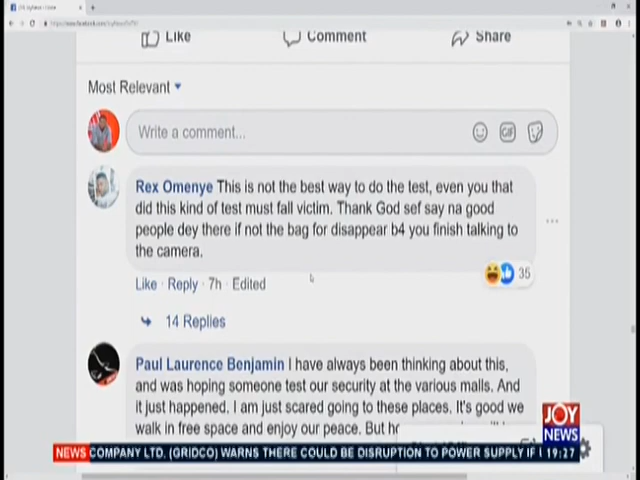 Like Comment Share
Most Relevant
Write a comment...
GIF
Rex Omenye This is not the best way to do the test, even you that
did this kind of test must fall victim. Thank God sef say na good
people dey there if not the bag for disappear b4 you finish talking to
the camera.
35
Like · Reply · 7h · Edited
14 Replies
Paul Laurence Benjamin I have always been thinking about this,
and was hoping someone test our security at the various malls. And
it just happened. I am just scared going to these places. It's good we
walk in free space and enjoy our peace. But
JOY
NEWS
NEWS COMPANY LTD. (GRIDCO) WARNS THERE COULD BE DISRUPTION TO POWER SUPPLY IF 19:27